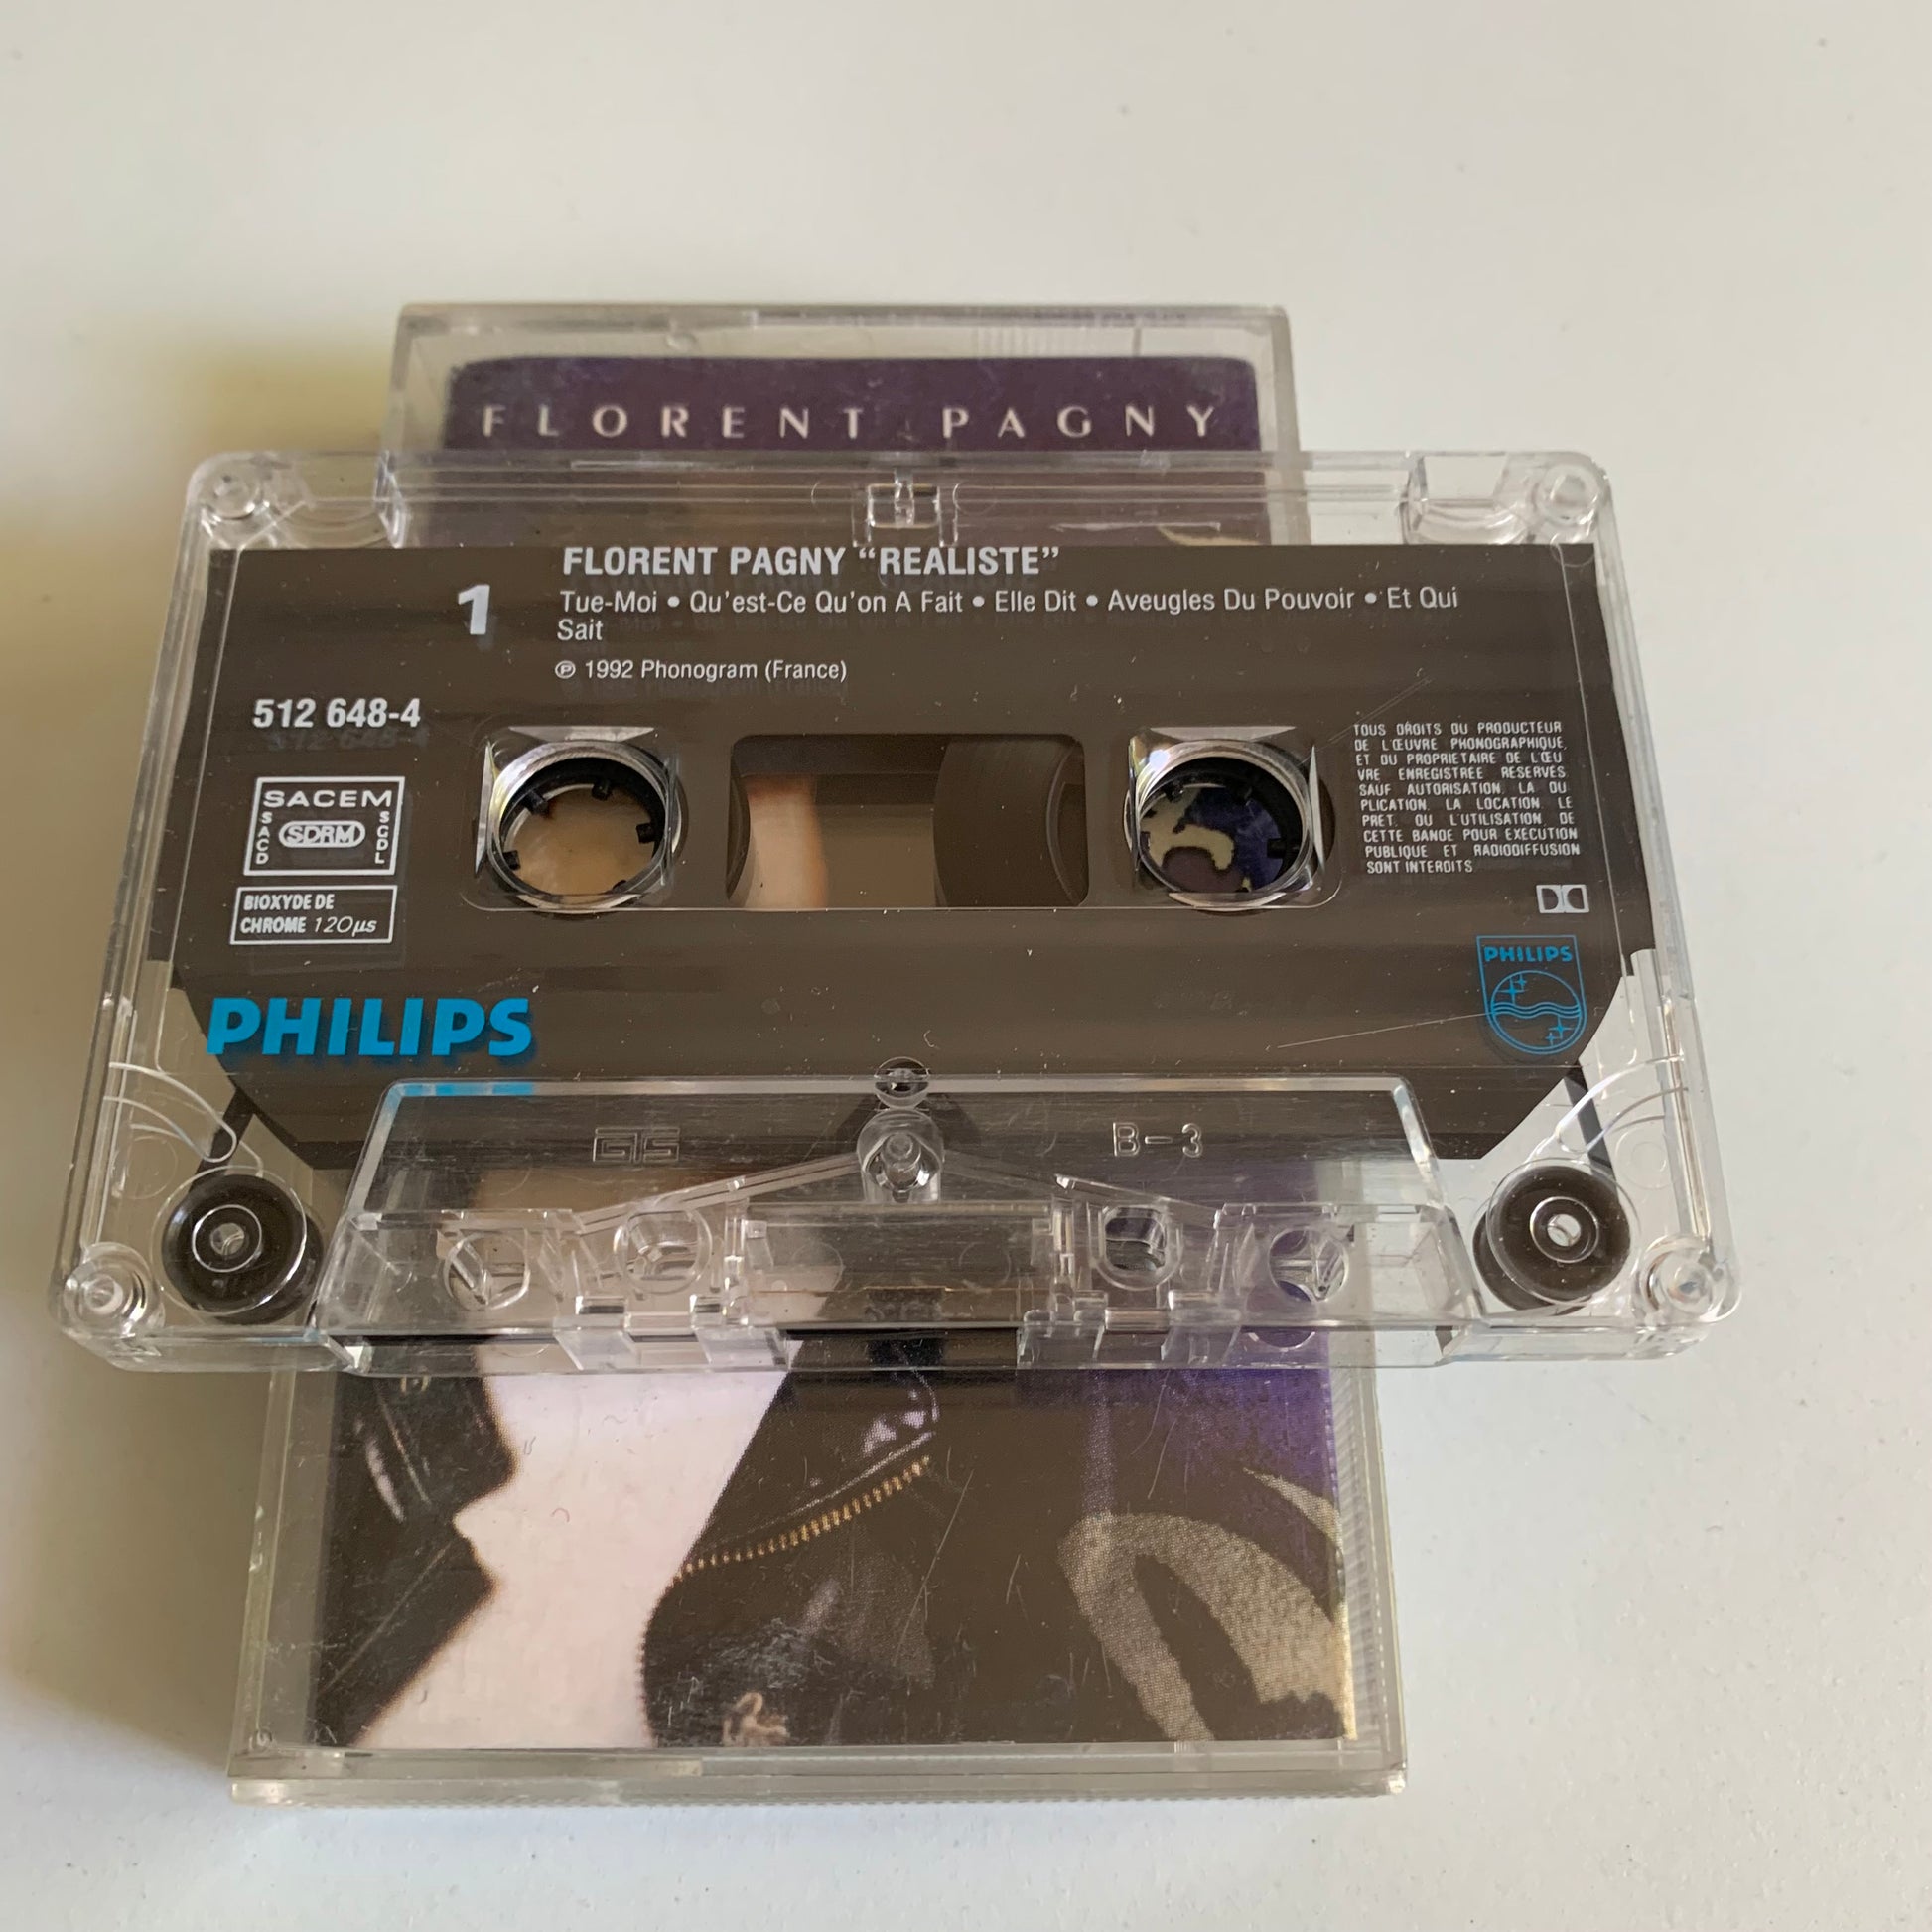 FLORENT PAGNY
FLORENT PAGNY “REALISTE”
1
Tue-Moi • Qu'est-Ce Qu'on A Fait • Elle Dit • Aveugles Du Pouvoir • Et Qui
Sait
℗ 1992 Phonogram (France)
512 648-4
SACEM
SACD
SDRM
SGDL
BIOXYDE DE
CHROME 120µs
TOUS DROITS DU PRODUCTEUR
DE L'ŒUVRE PHONOGRAPHIQUE,
ET DU PROPRIETAIRE DE L'ŒU
VRE ENREGISTREE RESERVES
SAUF AUTORISATION, LA DU
PLICATION, LA LOCATION, LE
PRET, OU L'UTILISATION DE
CETTE BANDE POUR EXECUTION
PUBLIQUE ET RADIODIFFUSION
SONT INTERDITS
PHILIPS
PHILIPS
B-3